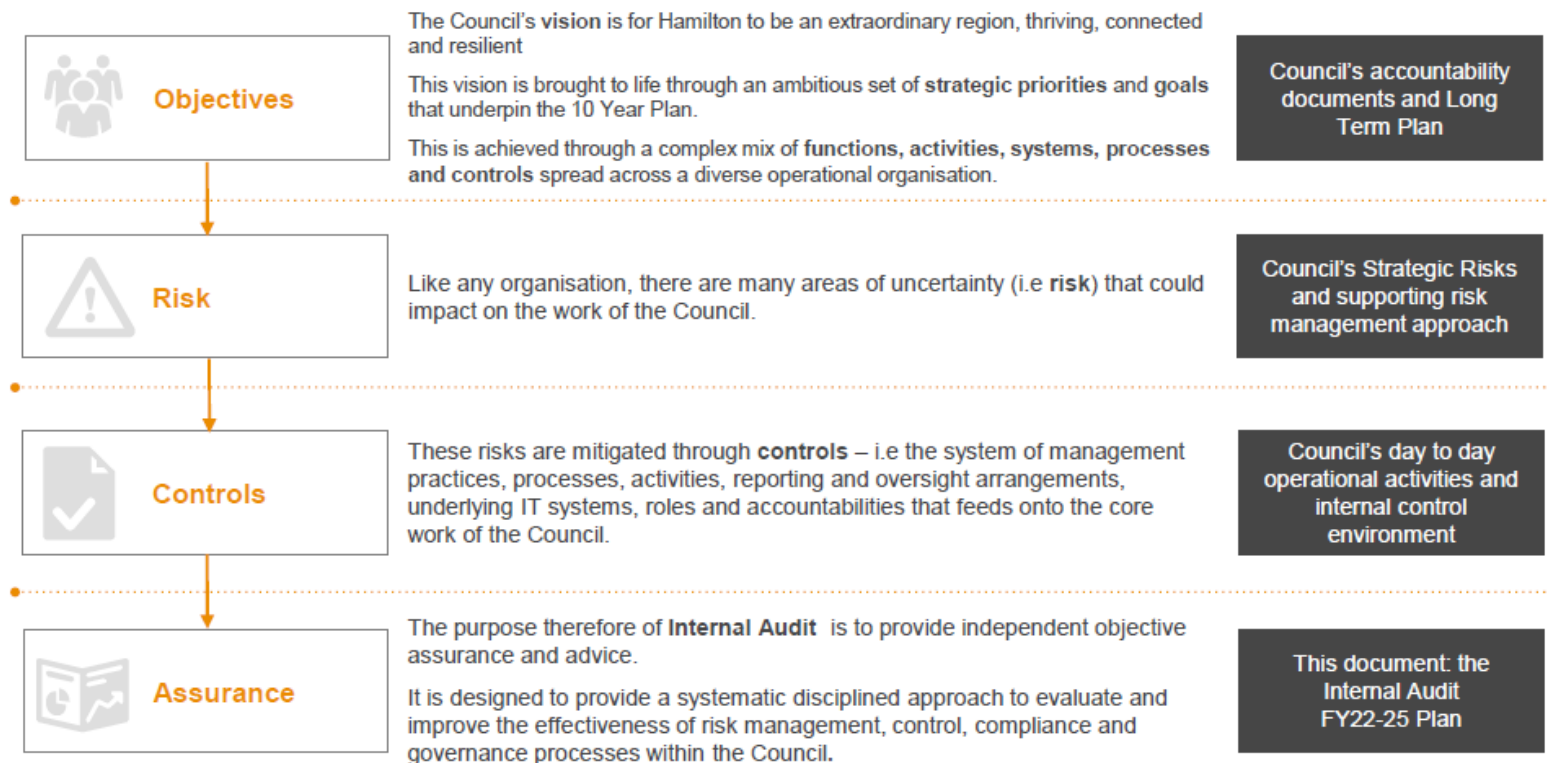 Objectives
The Council's vision is for Hamilton to be an extraordinary region, thriving, connected
and resilient
This vision is brought to life through an ambitious set of strategic priorities and goals
that underpin the 10 Year Plan.
This is achieved through a complex mix of functions, activities, systems, processes
and controls spread across a diverse operational organisation.
Council's accountability
documents and Long
Term Plan
Risk
Like any organisation, there are many areas of uncertainty (i.e risk) that could
impact on the work of the Council.
Council's Strategic Risks
and supporting risk
management approach
Controls
These risks are mitigated through controls – i.e the system of management
practices, processes, activities, reporting and oversight arrangements,
underlying IT systems, roles and accountabilities that feeds onto the core
work of the Council.
Council's day to day
operational activities and
internal control
environment
Assurance
The purpose therefore of Internal Audit is to provide independent objective
assurance and advice.
It is designed to provide a systematic disciplined approach to evaluate and
improve the effectiveness of risk management, control, compliance and
governance processes within the Council.
This document: the
Internal Audit
FY22-25 Plan